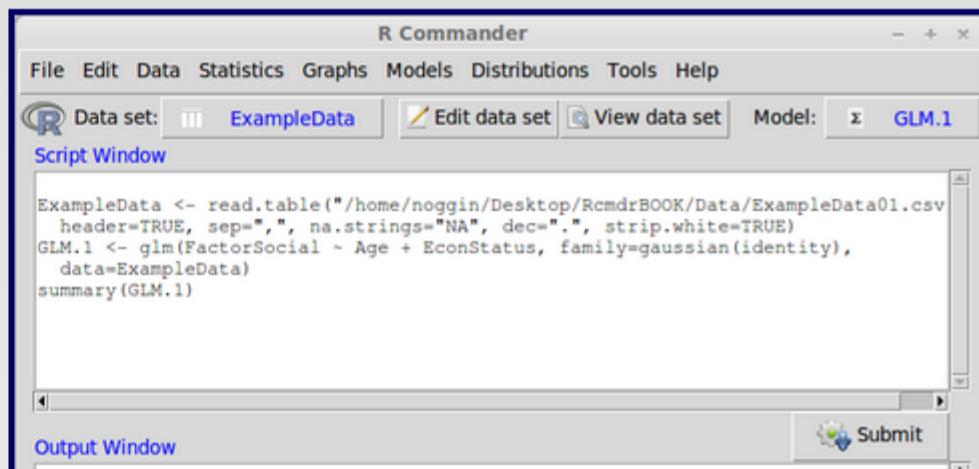 R Commander
File Edit Data Statistics Graphs Models Distributions Tools Help
R Data set: ExampleData Edit data set View data set Model: Σ GLM.1
Script Window
ExampleData <- read.table("/home/noggin/Desktop/RcmdrBOOK/Data/ExampleData01.csv
  header=TRUE, sep=",", na.strings="NA", dec=".", strip.white=TRUE)
GLM.1 <- glm(FactorSocial ~ Age + EconStatus, family=gaussian(identity),
  data=ExampleData)
summary(GLM.1)
Submit
Output Window